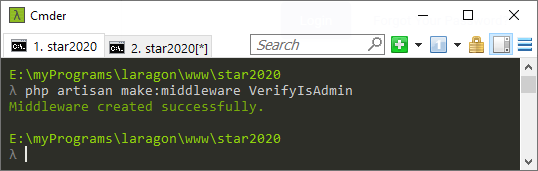 λ Cmder
1. star2020
2. star2020[*]
Search
E:\myPrograms\laragon\www\star2020
λ php artisan make:middleware VerifyIsAdmin
Middleware created successfully.
E:\myPrograms\laragon\www\star2020
λ